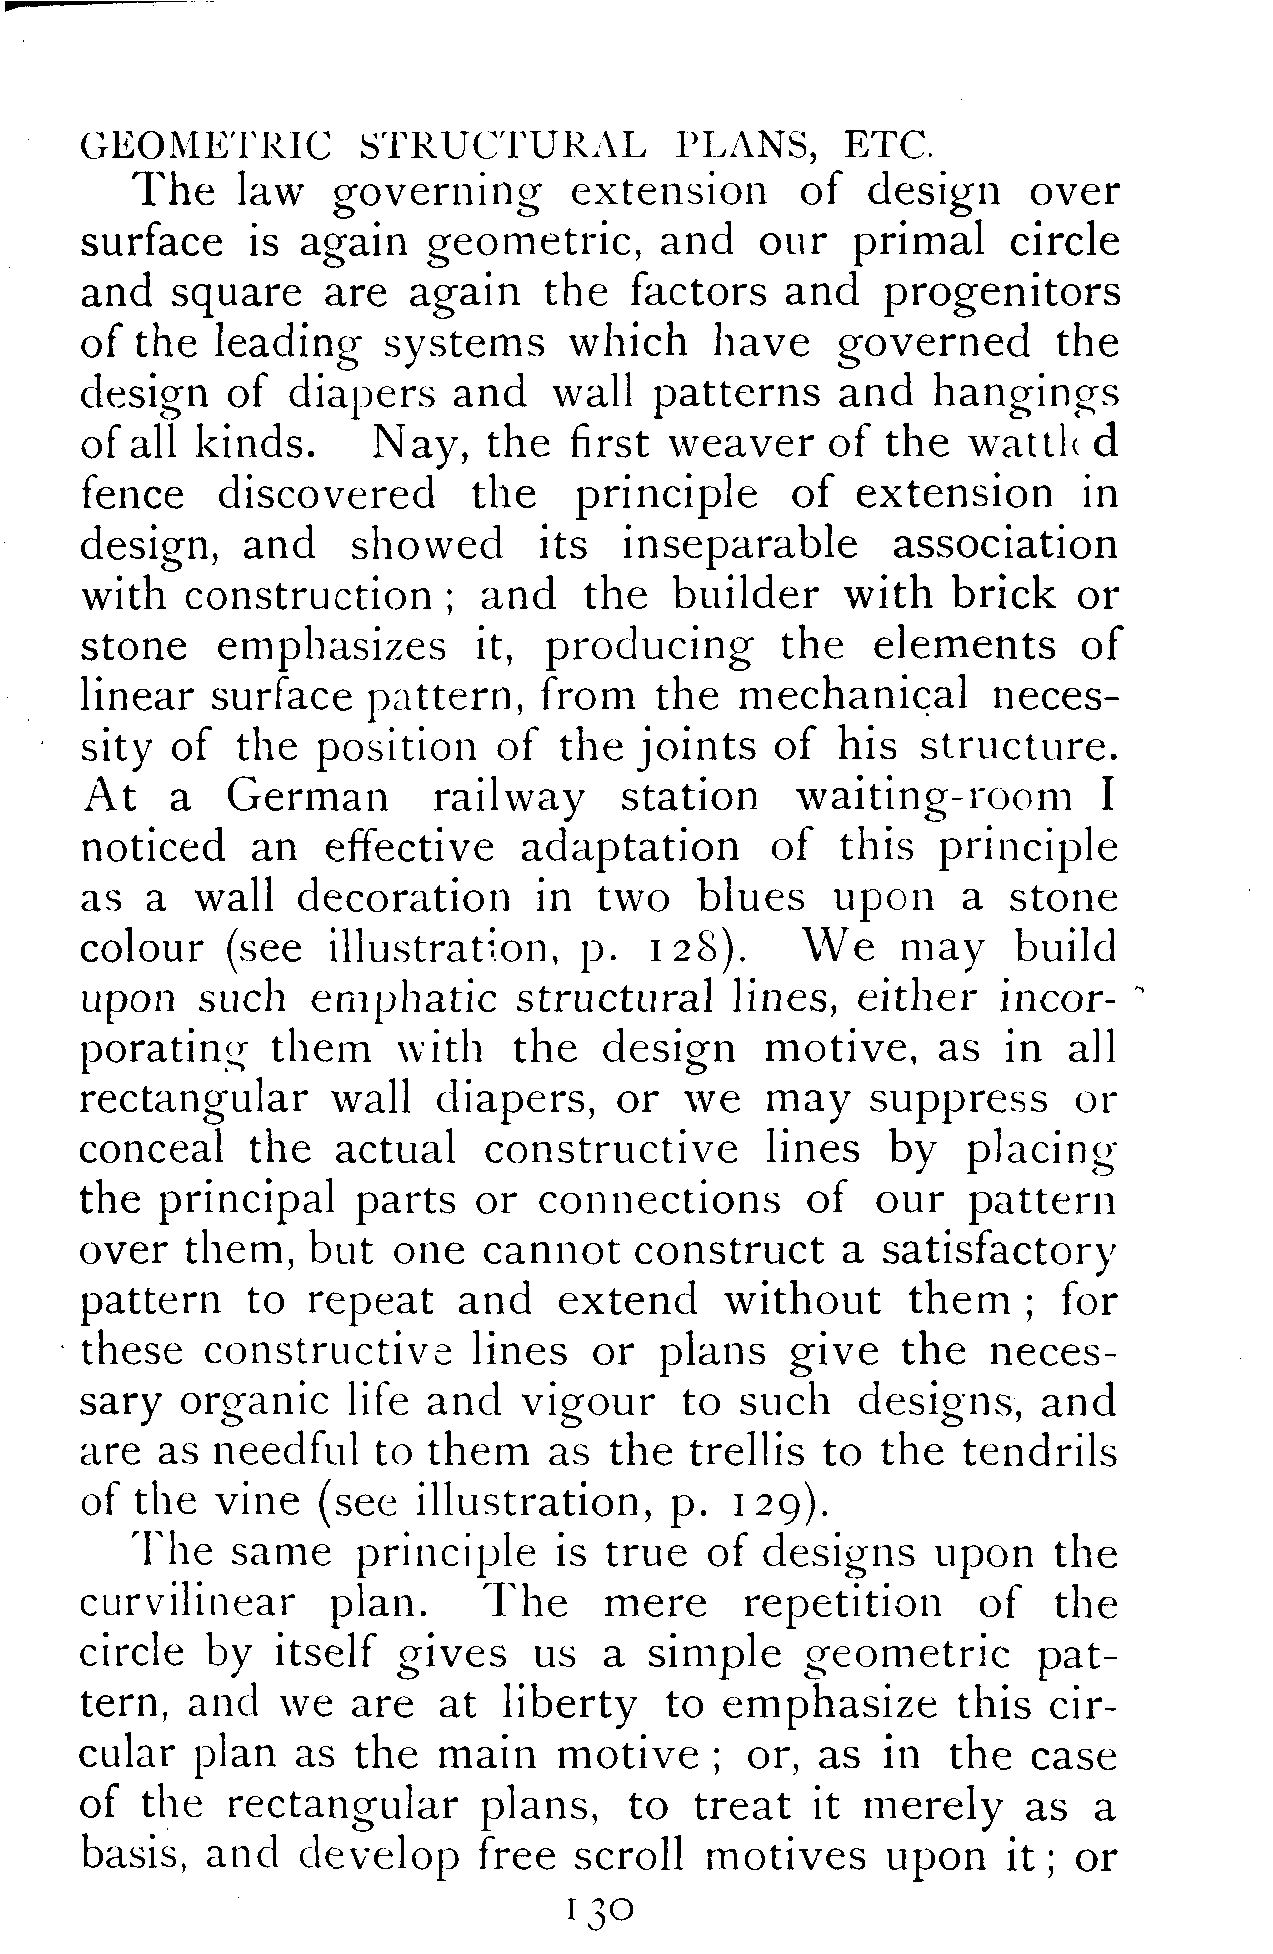 GEOMETRIC STRUCTURAL PLANS, ETC.
The law governing extension of design over
surface is again geometric, and our primal circle
and square are again the factors and progenitors
of the leading systems which have governed the
design of diapers and wall patterns and hangings
of all kinds. Nay, the first weaver of the wattled
fence discovered the principle of extension in
design, and showed its inseparable association
with construction ; and the builder with brick or
stone emphasizes it, producing the elements of
linear surface pattern, from the mechanical neces-
sity of the position of the joints of his structure.
At a German railway station waiting-room I
noticed an effective adaptation of this principle
as a wall decoration in two blues upon a stone
colour (see illustration, p. 128). We may build
upon such emphatic structural lines, either incor-
porating them with the design motive, as in all
rectangular wall diapers, or we may suppress or
conceal the actual constructive lines by placing
the principal parts or connections of our pattern
over them, but one cannot construct a satisfactory
pattern to repeat and extend without them ; for
these constructive lines or plans give the neces-
sary organic life and vigour to such designs, and
are as needful to them as the trellis to the tendrils
of the vine (see illustration, p. 129).
The same principle is true of designs upon the
curvilinear plan. The mere repetition of the
circle by itself gives us a simple geometric pat-
tern, and we are at liberty to emphasize this cir-
cular plan as the main motive ; or, as in the case
of the rectangular plans, to treat it merely as a
basis, and develop free scroll motives upon it ; or
130